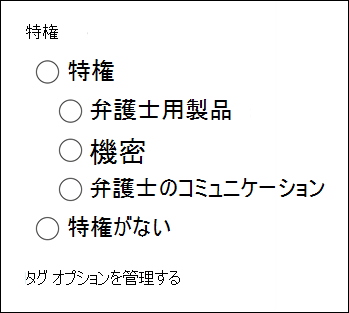 特権
特権
弁護士用製品
機密
弁護士のコミュニケーション
特権がない
タグ オプションを管理する